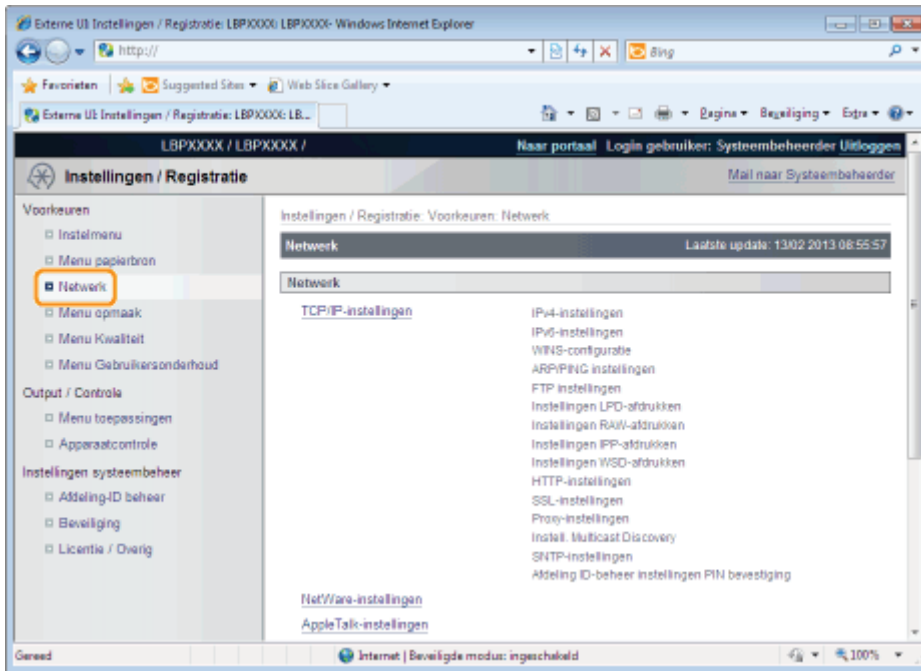 Externe UI: Instellingen / Registratie: LBPXXXX: LBPXXXX- Windows Internet Explorer
http://
Bing
Favorieten Suggested Sites Web Slice Gallery
Externe UI: Instellingen / Registratie: LBPXXXX: LB...
Pagina Beveiliging Extra
LBPXXXX / LBPXXXX /
Naar portaal Login gebruiker: Systeembeheerder Uitloggen
Instellingen / Registratie
Mail naar Systeembeheerder
Voorkeuren
Instelmenu
Menu papierbron
Netwerk
Menu opmaak
Menu Kwaliteit
Menu Gebruikersonderhoud
Output / Controle
Menu toepassingen
Apparaatcontrole
Instellingen systeembeheer
Afdeling-ID beheer
Beveiliging
Licentie / Overig
Instellingen / Registratie: Voorkeuren: Netwerk
Netwerk
Laatste update: 13/02 2013 08:55:57
Netwerk
TCP/IP-instellingen
IPv4-instellingen
IPv6-instellingen
WINS-configuratie
ARP/PING instellingen
FTP instellingen
Instellingen LPD-afdrukken
Instellingen RAW-afdrukken
Instellingen IPP-afdrukken
Instellingen WSD-afdrukken
HTTP-instellingen
SSL-instellingen
Proxy-instellingen
Instell. Multicast Discovery
SNTP-instellingen
Afdeling ID-beheer instellingen PIN bevestiging
NetWare-instellingen
AppleTalk-instellingen
Gereed
Internet | Beveiligde modus: ingeschakeld
100%